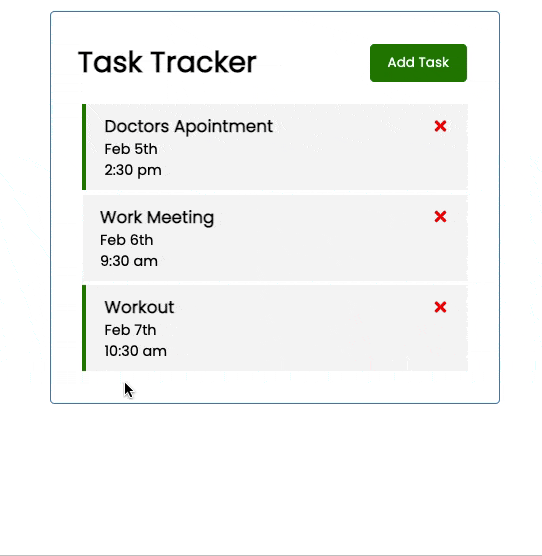 Task Tracker
Add Task
Doctors Apointment
Feb 5th
2:30 pm
Work Meeting
Feb 6th
9:30 am
Workout
Feb 7th
10:30 am